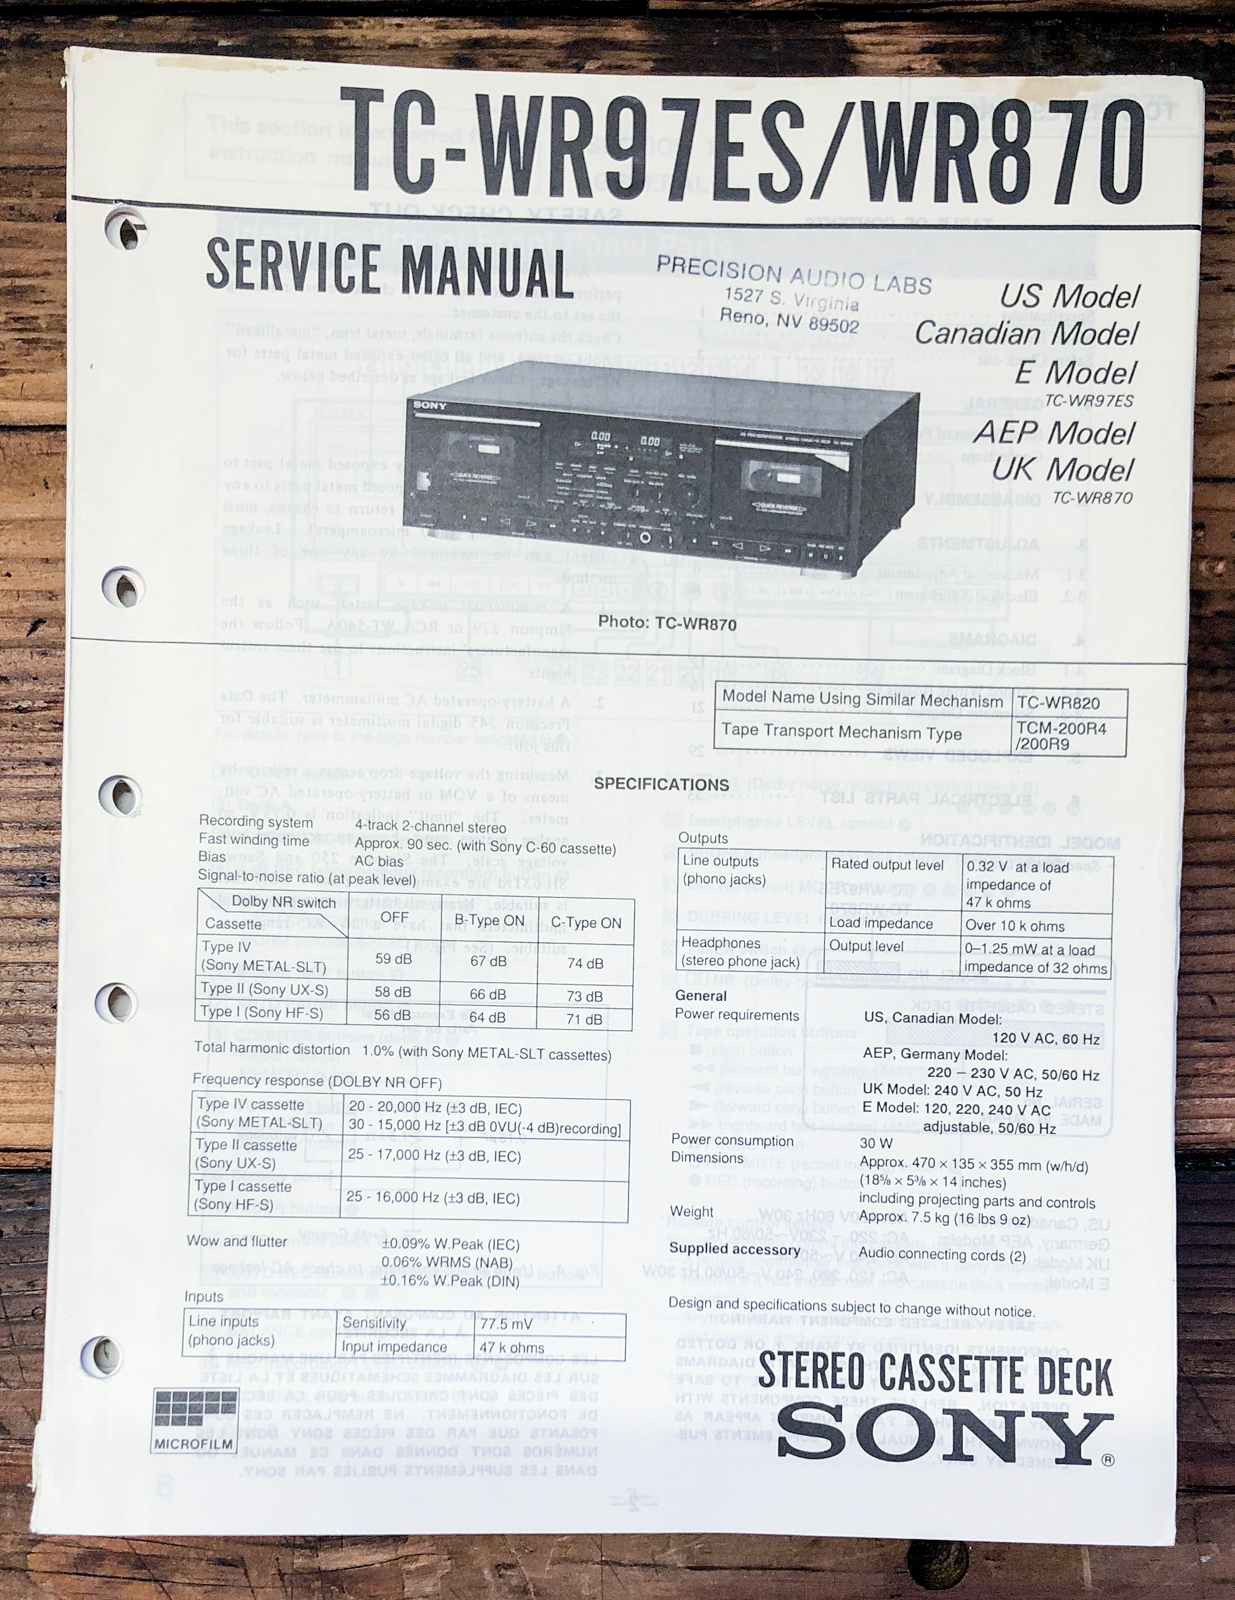 TC-WR97ES/WR870
SERVICE MANUAL
PRECISION AUDIO LABS
1527 S. Virginia
Reno, NV 89502
US Model
Canadian Model
E Model
TC-WR97ES
AEP Model
UK Model
TC-WR870
SONY
0.00 0.00
QUICK REVERSE
QUICK REVERSE
Photo: TC-WR870
Model Name Using Similar Mechanism TC-WR820
Tape Transport Mechanism Type TCM-200R4
/200R9
SPECIFICATIONS
Recording system 4-track 2-channel stereo
Fast winding time Approx. 90 sec. (with Sony C-60 cassette)
Bias AC bias
Signal-to-noise ratio (at peak level)
Dolby NR switch
Cassette OFF B-Type ON C-Type ON
Type IV
(Sony METAL-SLT) 59 dB 67 dB 74 dB
Type II (Sony UX-S) 58 dB 66 dB 73 dB
Type I (Sony HF-S) 56 dB 64 dB 71 dB
Total harmonic distortion 1.0% (with Sony METAL-SLT cassettes)
Frequency response (DOLBY NR OFF)
Type IV cassette 20 - 20,000 Hz (±3 dB, IEC)
(Sony METAL-SLT) 30 - 15,000 Hz [±3 dB 0VU(-4 dB)recording]
Type II cassette
(Sony UX-S) 25 - 17,000 Hz (±3 dB, IEC)
Type I cassette
(Sony HF-S) 25 - 16,000 Hz (±3 dB, IEC)
Wow and flutter ±0.09% W.Peak (IEC)
0.06% WRMS (NAB)
±0.16% W.Peak (DIN)
Inputs
Line inputs Sensitivity 77.5 mV
(phono jacks) Input impedance 47 k ohms
MICROFILM
Outputs
Line outputs Rated output level 0.32 V at a load
(phono jacks) impedance of
47 k ohms
Load impedance Over 10 k ohms
Headphones Output level 0–1.25 mW at a load
(stereo phone jack) impedance of 32 ohms
General
Power requirements US, Canadian Model:
120 V AC, 60 Hz
AEP, Germany Model:
220 – 230 V AC, 50/60 Hz
UK Model: 240 V AC, 50 Hz
E Model: 120, 220, 240 V AC
adjustable, 50/60 Hz
Power consumption 30 W
Dimensions Approx. 470 × 135 × 355 mm (w/h/d)
(18⅝ × 5⅜ × 14 inches)
including projecting parts and controls
Weight Approx. 7.5 kg (16 lbs 9 oz)
Supplied accessory Audio connecting cords (2)
Design and specifications subject to change without notice.
STEREO CASSETTE DECK
SONY®